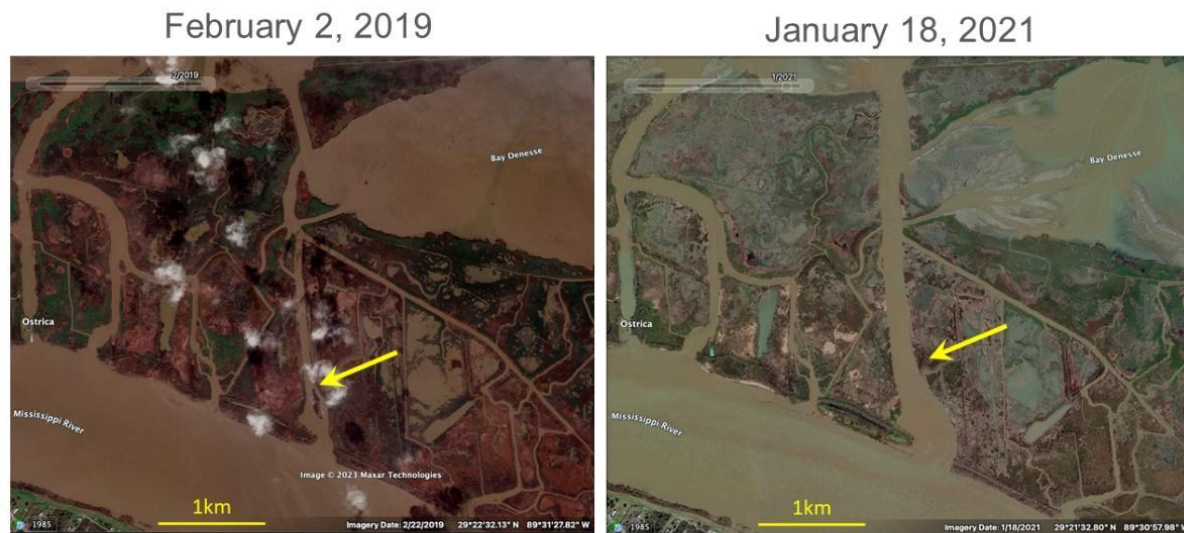 February 2, 2019
January 18, 2021
2/2019
1/2021
Bay Denesse
Bay Denesse
Ostrica
Ostrica
Mississippi River
Mississippi River
Image © 2023 Maxar Technologies
1km
1km
1985
Imagery Date: 2/22/2019 29°22'32.13" N 89°31'27.82" W
1985
Imagery Date: 1/18/2021 29°21'32.80" N 89°30'57.98" W